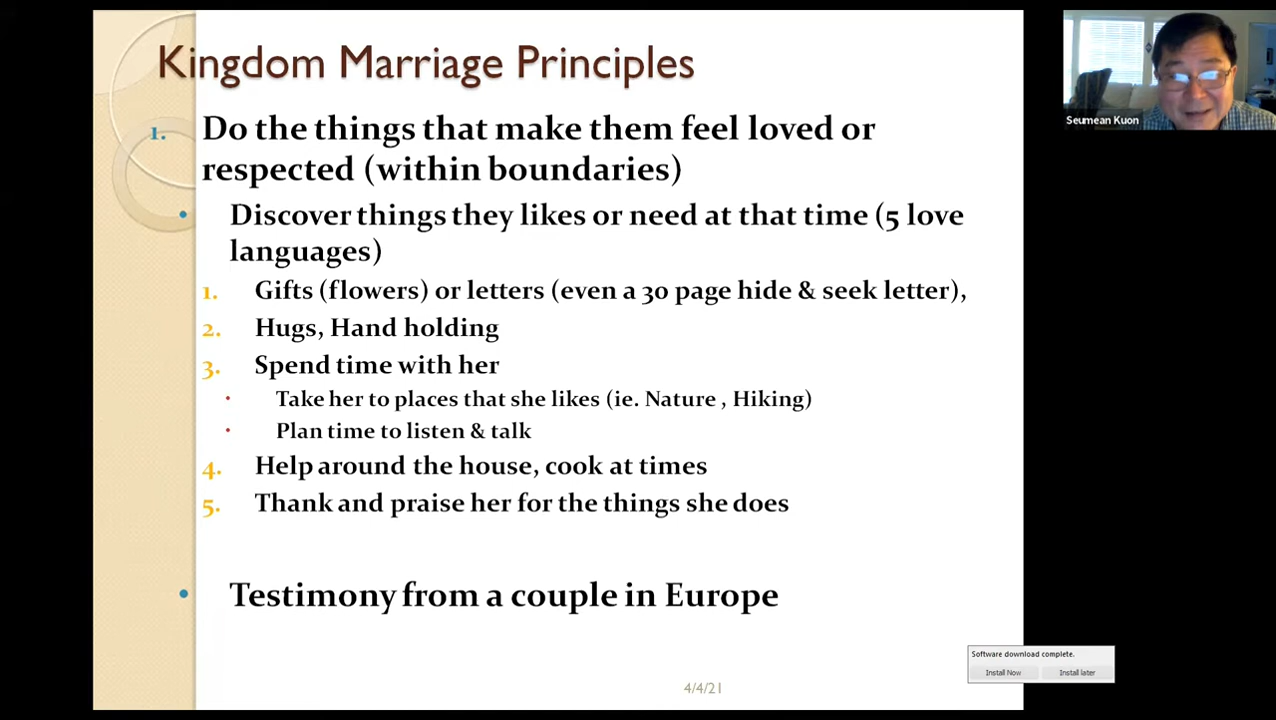 Kingdom Marriage Principles
1. Do the things that make them feel loved or
respected (within boundaries)
• Discover things they likes or need at that time (5 love
languages)
1. Gifts (flowers) or letters (even a 30 page hide & seek letter),
2. Hugs, Hand holding
3. Spend time with her
• Take her to places that she likes (ie. Nature , Hiking)
• Plan time to listen & talk
4. Help around the house, cook at times
5. Thank and praise her for the things she does
• Testimony from a couple in Europe
4/4/21
Seumean Kuon
Software download complete.
Install Now Install later